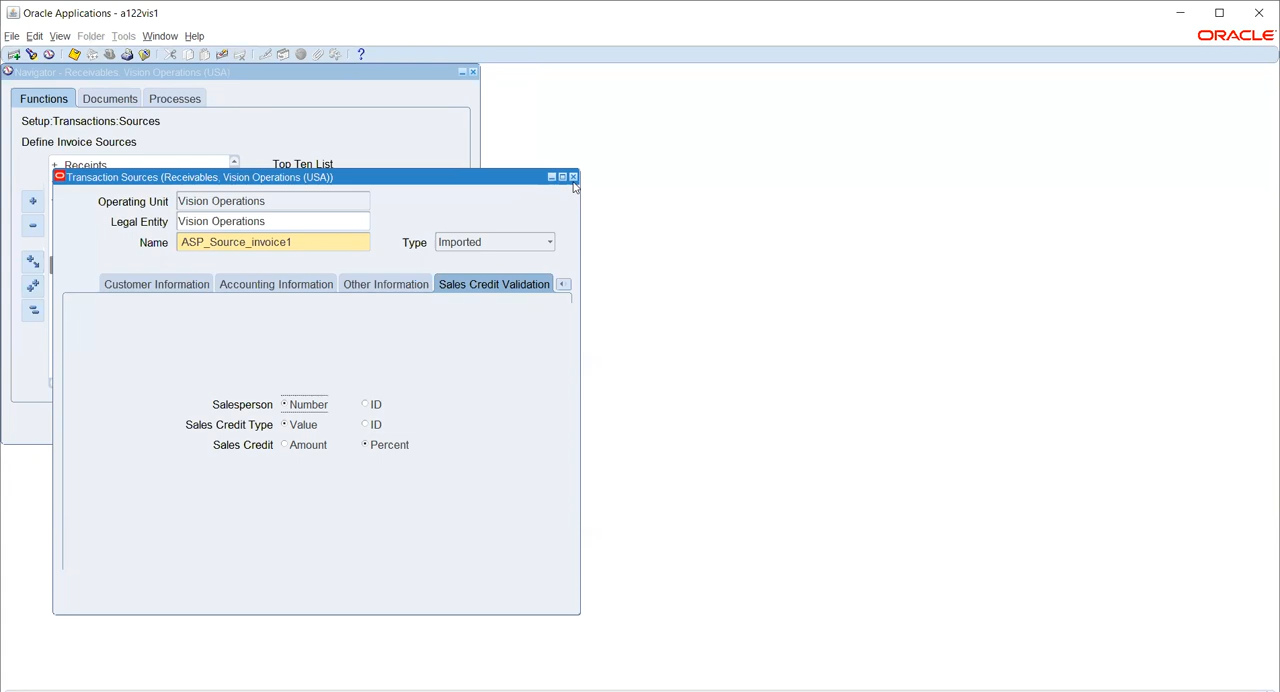 Oracle Applications - a122vis1
File Edit View Folder Tools Window Help
ORACLE
Navigator - Receivables, Vision Operations (USA)
Functions Documents Processes
Setup:Transactions:Sources
Define Invoice Sources
+ Receipts
Top Ten List
Transaction Sources (Receivables, Vision Operations (USA))
Operating Unit Vision Operations
Legal Entity Vision Operations
Name ASP_Source_invoice1 Type Imported
Customer Information Accounting Information Other Information Sales Credit Validation
Salesperson Number ID
Sales Credit Type Value ID
Sales Credit Amount Percent